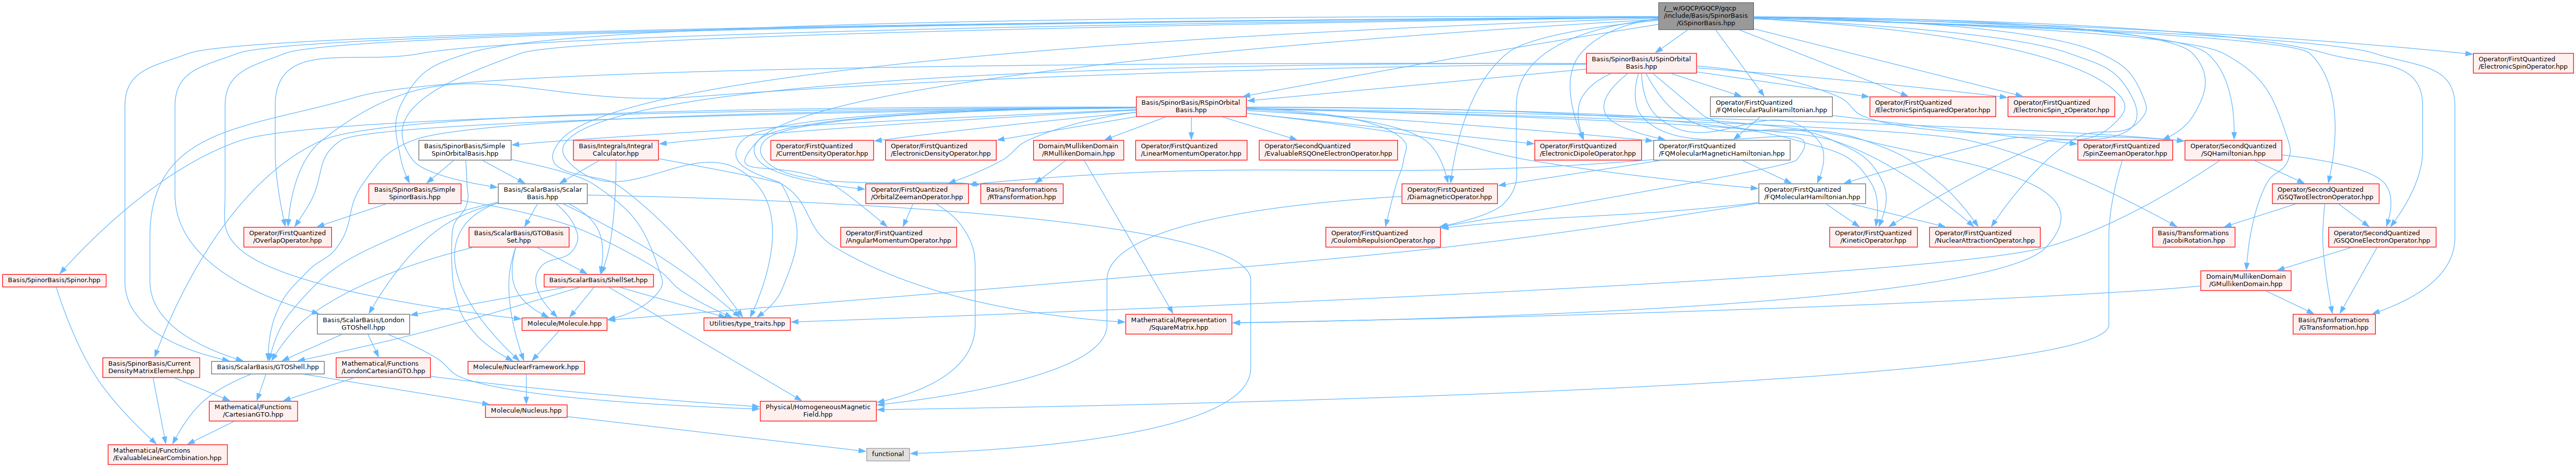 /__w/GQCP/GQCP/gqcp
/include/Basis/SpinorBasis
/GSpinorBasis.hpp
Basis/SpinorBasis/USpinOrbital
Basis.hpp
Operator/FirstQuantized
/ElectronicSpinOperator.hpp
Basis/SpinorBasis/RSpinOrbital
Basis.hpp
Operator/FirstQuantized
/FQMolecularPauliHamiltonian.hpp
Operator/FirstQuantized
/ElectronicSpinSquaredOperator.hpp
Operator/FirstQuantized
/ElectronicSpin_zOperator.hpp
Basis/SpinorBasis/Simple
SpinOrbitalBasis.hpp
Basis/Integrals/Integral
Calculator.hpp
Operator/FirstQuantized
/CurrentDensityOperator.hpp
Operator/FirstQuantized
/ElectronicDensityOperator.hpp
Domain/MullikenDomain
/RMullikenDomain.hpp
Operator/FirstQuantized
/LinearMomentumOperator.hpp
Operator/SecondQuantized
/EvaluableRSQOneElectronOperator.hpp
Operator/FirstQuantized
/ElectronicDipoleOperator.hpp
Operator/FirstQuantized
/FQMolecularMagneticHamiltonian.hpp
Operator/FirstQuantized
/SpinZeemanOperator.hpp
Operator/SecondQuantized
/SQHamiltonian.hpp
Basis/SpinorBasis/Simple
SpinorBasis.hpp
Basis/ScalarBasis/Scalar
Basis.hpp
Operator/FirstQuantized
/OrbitalZeemanOperator.hpp
Basis/Transformations
/RTransformation.hpp
Operator/FirstQuantized
/DiamagneticOperator.hpp
Operator/FirstQuantized
/FQMolecularHamiltonian.hpp
Operator/SecondQuantized
/GSQTwoElectronOperator.hpp
Operator/FirstQuantized
/OverlapOperator.hpp
Basis/ScalarBasis/GTOBasis
Set.hpp
Operator/FirstQuantized
/AngularMomentumOperator.hpp
Operator/FirstQuantized
/CoulombRepulsionOperator.hpp
Operator/FirstQuantized
/KineticOperator.hpp
Operator/FirstQuantized
/NuclearAttractionOperator.hpp
Basis/Transformations
/JacobiRotation.hpp
Operator/SecondQuantized
/GSQOneElectronOperator.hpp
Basis/SpinorBasis/Spinor.hpp
Basis/ScalarBasis/ShellSet.hpp
Domain/MullikenDomain
/GMullikenDomain.hpp
Basis/ScalarBasis/London
GTOShell.hpp
Molecule/Molecule.hpp
Utilities/type_traits.hpp
Mathematical/Representation
/SquareMatrix.hpp
Basis/Transformations
/GTransformation.hpp
Basis/SpinorBasis/Current
DensityMatrixElement.hpp
Basis/ScalarBasis/GTOShell.hpp
Mathematical/Functions
/LondonCartesianGTO.hpp
Molecule/NuclearFramework.hpp
Mathematical/Functions
/CartesianGTO.hpp
Molecule/Nucleus.hpp
Physical/HomogeneousMagnetic
Field.hpp
Mathematical/Functions
/EvaluableLinearCombination.hpp
functional